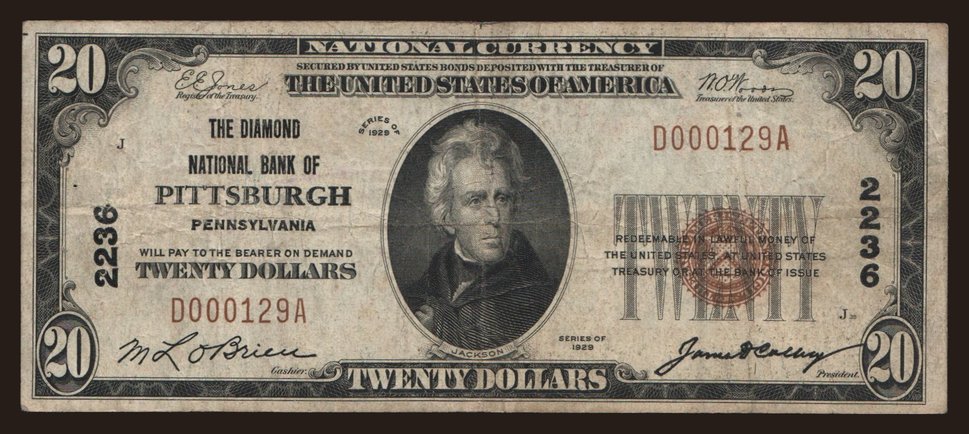 20 NATIONAL CURRENCY 20
SECURED BY UNITED STATES BONDS DEPOSITED WITH THE TREASURER OF
THE UNITED STATES OF AMERICA
E.E. Jones
Register of the Treasury.
W.O. Woods
Treasurer of the United States.
SERIES OF
1929
J
THE DIAMOND
NATIONAL BANK OF
PITTSBURGH
PENNSYLVANIA
WILL PAY TO THE BEARER ON DEMAND
TWENTY DOLLARS
D000129A
2236
D000129A
2236
TWENTY
REDEEMABLE IN LAWFUL MONEY OF
THE UNITED STATES, AT UNITED STATES
TREASURY OR AT THE BANK OF ISSUE
J
SERIES OF
1929
JACKSON
M L O'Brien
Cashier.
President.
20 TWENTY DOLLARS 20